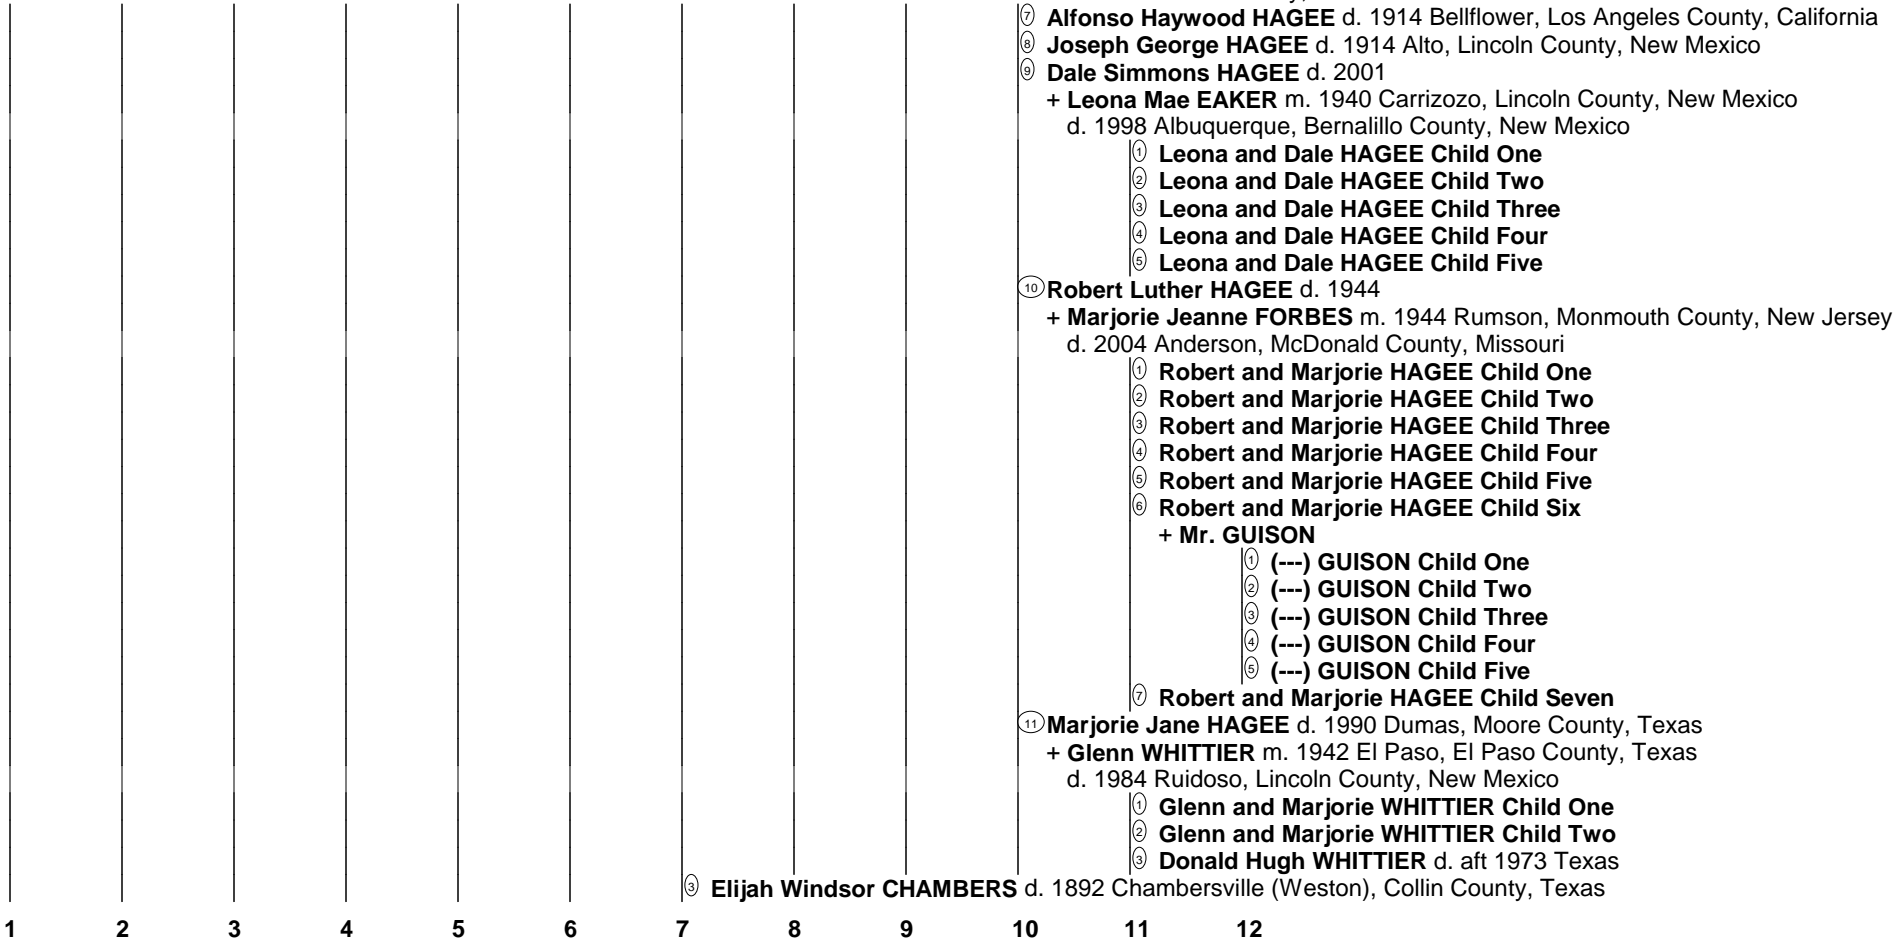 ⑦ Alfonso Haywood HAGEE d. 1914 Bellflower, Los Angeles County, California
⑧ Joseph George HAGEE d. 1914 Alto, Lincoln County, New Mexico
⑨ Dale Simmons HAGEE d. 2001
+ Leona Mae EAKER m. 1940 Carrizozo, Lincoln County, New Mexico
d. 1998 Albuquerque, Bernalillo County, New Mexico
① Leona and Dale HAGEE Child One
② Leona and Dale HAGEE Child Two
③ Leona and Dale HAGEE Child Three
④ Leona and Dale HAGEE Child Four
⑤ Leona and Dale HAGEE Child Five
⑩ Robert Luther HAGEE d. 1944
+ Marjorie Jeanne FORBES m. 1944 Rumson, Monmouth County, New Jersey
d. 2004 Anderson, McDonald County, Missouri
① Robert and Marjorie HAGEE Child One
② Robert and Marjorie HAGEE Child Two
③ Robert and Marjorie HAGEE Child Three
④ Robert and Marjorie HAGEE Child Four
⑤ Robert and Marjorie HAGEE Child Five
⑥ Robert and Marjorie HAGEE Child Six
+ Mr. GUISON
① (---) GUISON Child One
② (---) GUISON Child Two
③ (---) GUISON Child Three
④ (---) GUISON Child Four
⑤ (---) GUISON Child Five
⑦ Robert and Marjorie HAGEE Child Seven
⑪ Marjorie Jane HAGEE d. 1990 Dumas, Moore County, Texas
+ Glenn WHITTIER m. 1942 El Paso, El Paso County, Texas
d. 1984 Ruidoso, Lincoln County, New Mexico
① Glenn and Marjorie WHITTIER Child One
② Glenn and Marjorie WHITTIER Child Two
③ Donald Hugh WHITTIER d. aft 1973 Texas
③ Elijah Windsor CHAMBERS d. 1892 Chambersville (Weston), Collin County, Texas
1 2 3 4 5 6 7 8 9 10 11 12